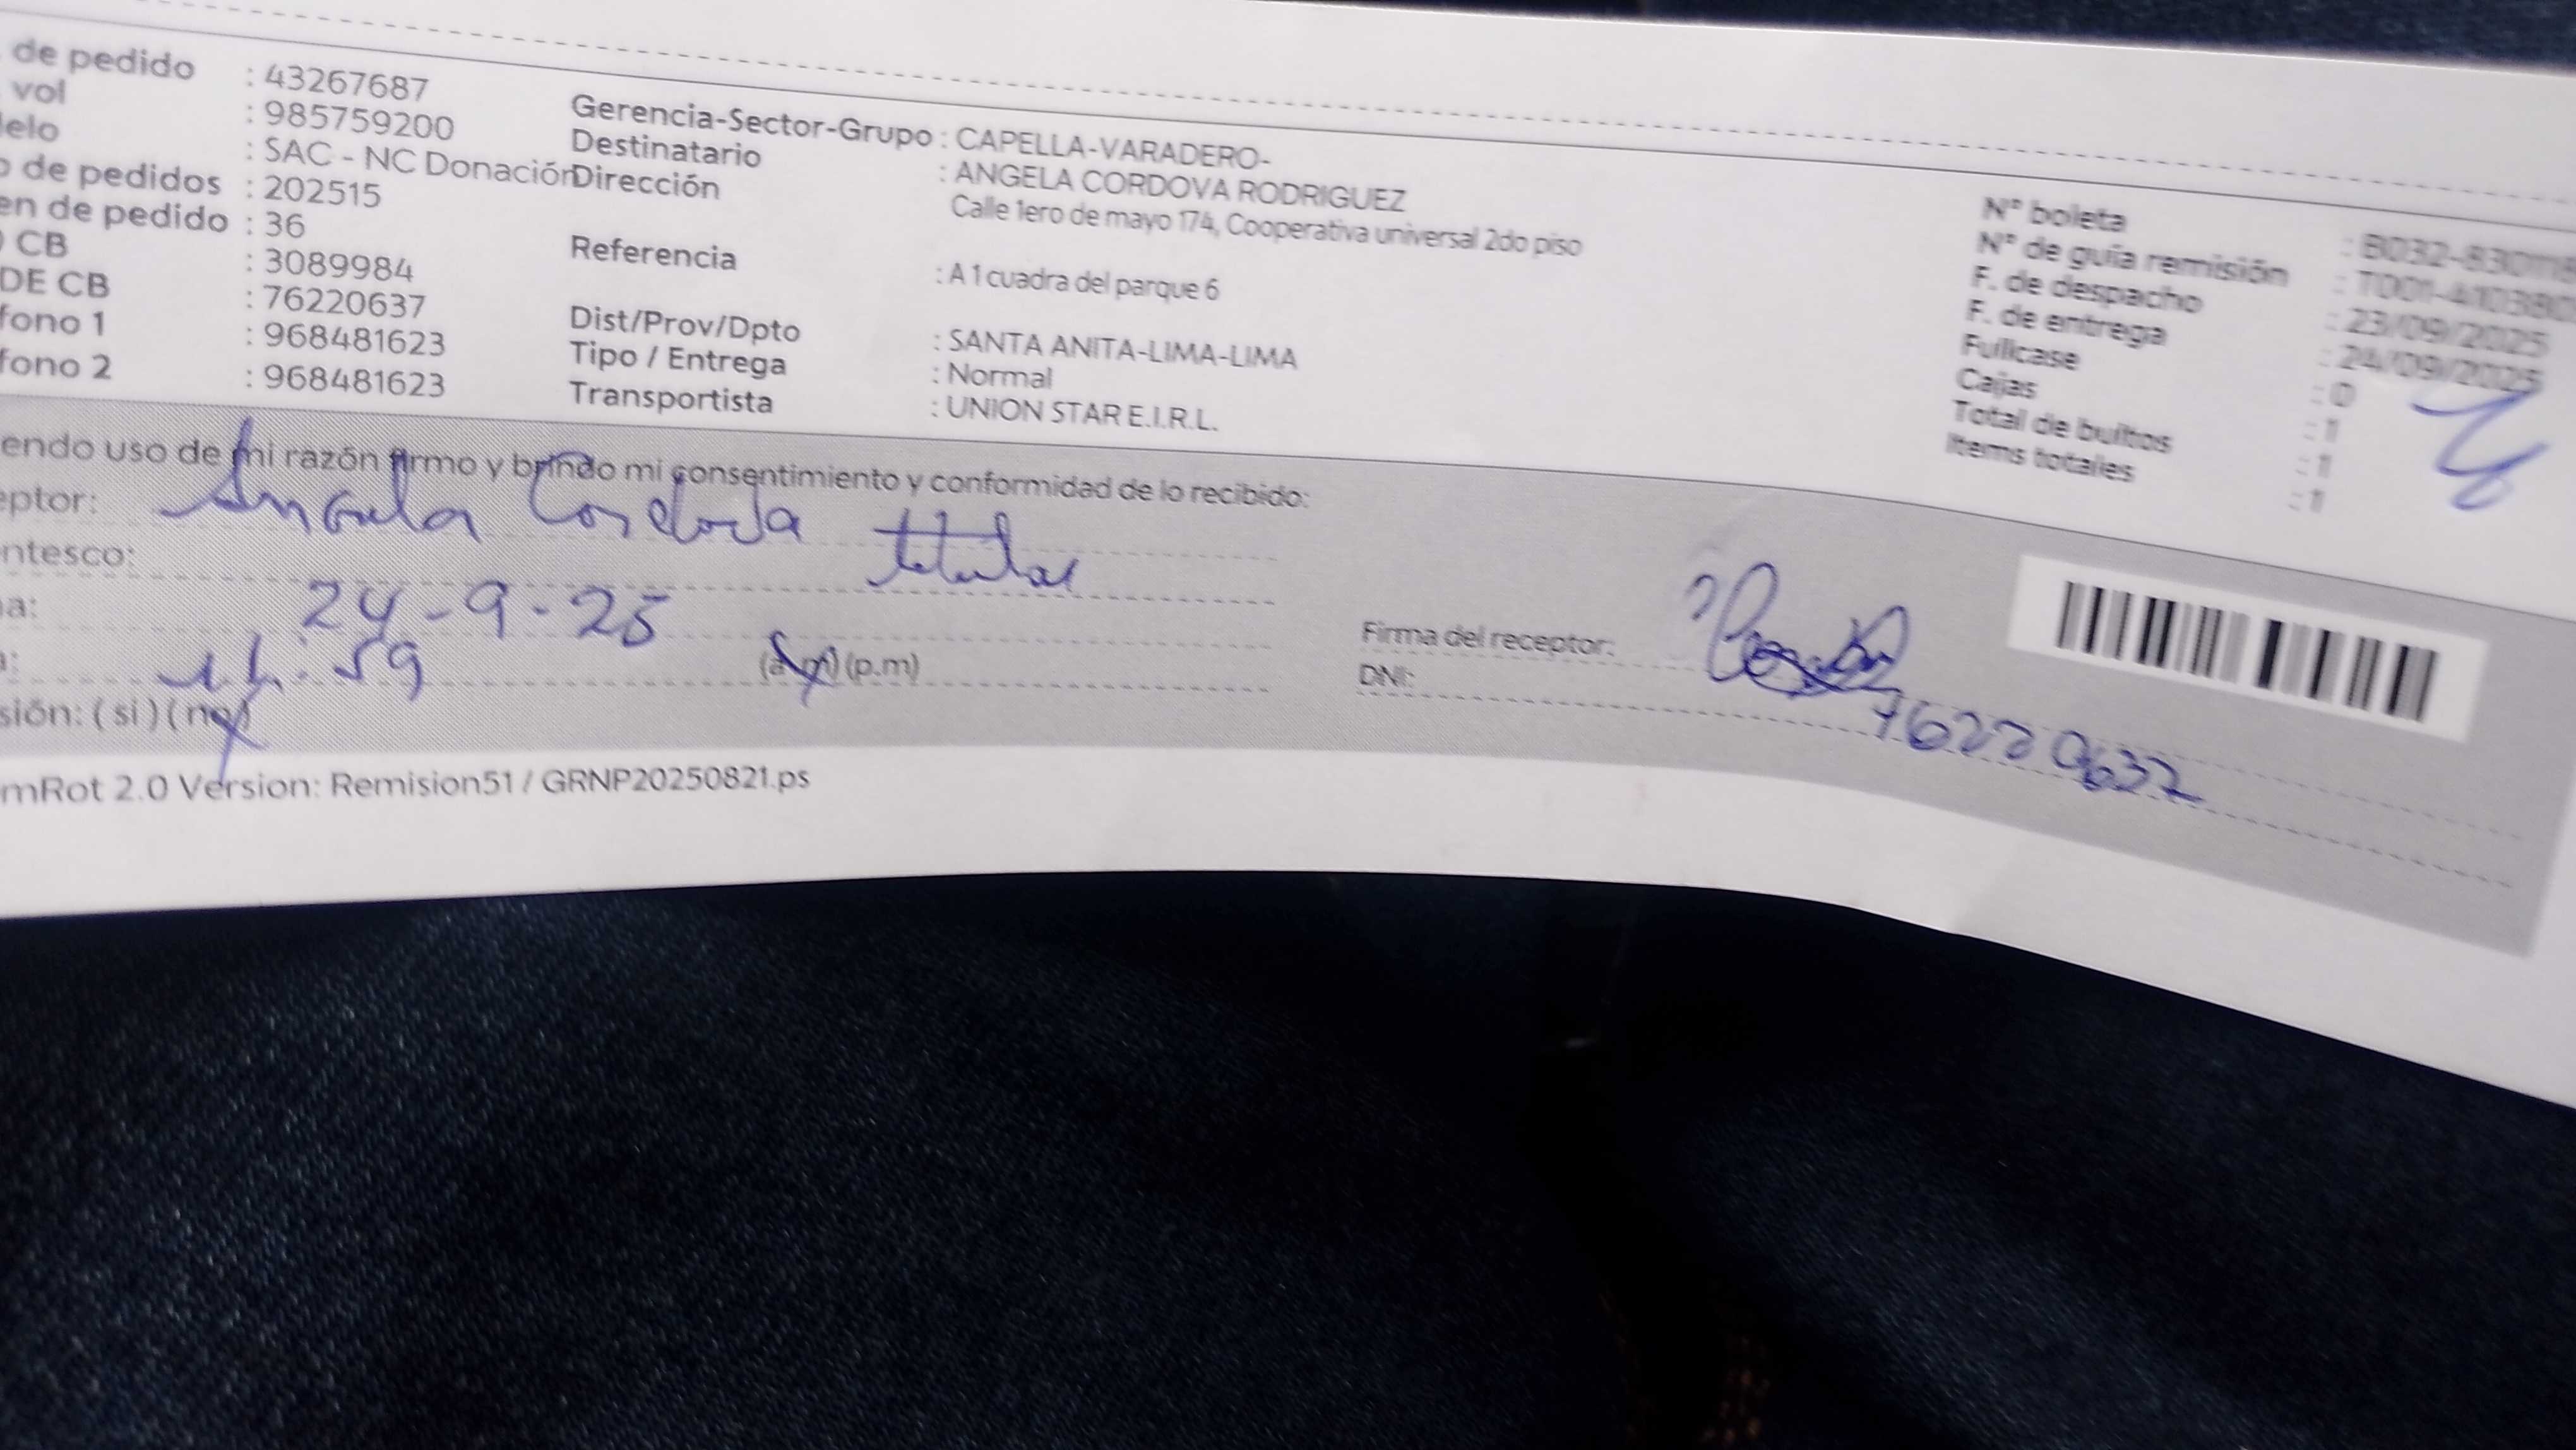 de pedido : 43267687
vol : 985759200
delo : SAC - NC Donación
o de pedidos : 202515
en de pedido : 36
CB : 3089984
DE CB : 76220637
fono 1 : 968481623
fono 2 : 968481623
Gerencia-Sector-Grupo : CAPELLA-VARADERO-
Destinatario : ANGELA CORDOVA RODRIGUEZ
Dirección Calle 1ero de mayo 174, Cooperativa universal 2do piso
Referencia : A 1 cuadra del parque 6
Dist/Prov/Dpto : SANTA ANITA-LIMA-LIMA
Tipo / Entrega : Normal
Transportista : UNION STAR E.I.R.L.
N° boleta
N° de guía remisión
F. de despacho : 23/09/2025
F. de entrega : 24/09/2025
Fullcase : 0
Cajas : 1
Total de bultos : 1
Items totales : 1
endo uso de mi razón firmo y brindo mi consentimiento y conformidad de lo recibido:
eptor: Angela Cordova
ntesco: titular
a: 24-9-25
a: 11:59 (a.m) (p.m)
sión: (si) (no)
Firma del receptor:
DNI: 76220637
mRot 2.0 Version: Remision51 / GRNP20250821.ps